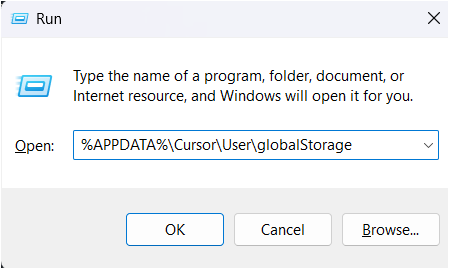 Run
Type the name of a program, folder, document, or
Internet resource, and Windows will open it for you.
Open: %APPDATA%\Cursor\User\globalStorage
OK Cancel Browse...